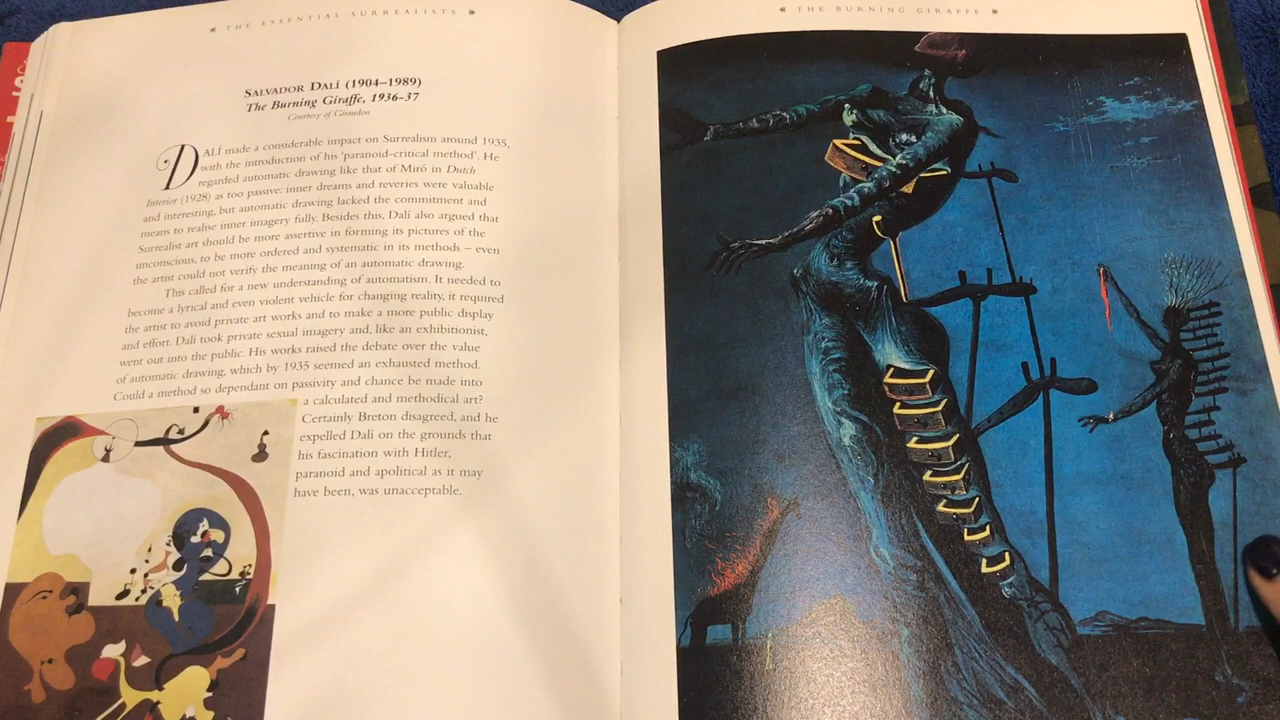 THE ESSENTIAL SURREALISTS
SALVADOR DALÍ (1904–1989)
The Burning Giraffe, 1936–37
Courtesy of Giraudon
DALÍ made a considerable impact on Surrealism around 1935,
with the introduction of his 'paranoid-critical method'. He
regarded automatic drawing like that of Miró in Dutch
Interior (1928) as too passive: inner dreams and reveries were valuable
and interesting, but automatic drawing lacked the commitment and
means to realise inner imagery fully. Besides this, Dalí also argued that
Surrealist art should be more assertive in forming its pictures of the
unconscious, to be more ordered and systematic in its methods – even
the artist could not verify the meaning of an automatic drawing.
This called for a new understanding of automatism. It needed to
become a lyrical and even violent vehicle for changing reality, it required
the artist to avoid private art works and to make a more public display
and effort. Dalí took private sexual imagery and, like an exhibitionist,
went out into the public. His works raised the debate over the value
of automatic drawing, which by 1935 seemed an exhausted method.
Could a method so dependant on passivity and chance be made into
a calculated and methodical art?
Certainly Breton disagreed, and he
expelled Dalí on the grounds that
his fascination with Hitler,
paranoid and apolitical as it may
have been, was unacceptable.
THE BURNING GIRAFFE